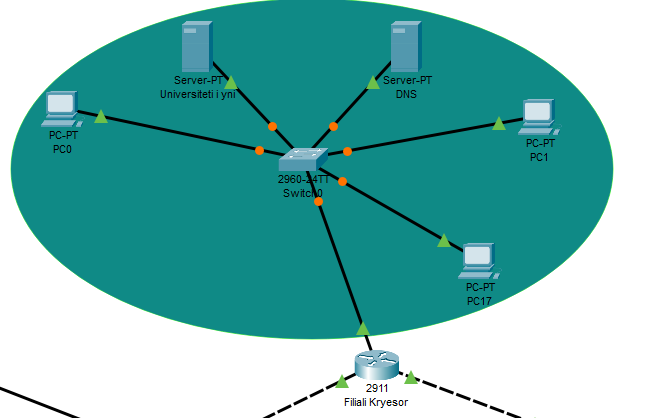 Server-PT
Universiteti i yni
Server-PT
DNS
PC-PT
PC0
PC-PT
PC1
2960-24TT
Switch0
PC-PT
PC17
2911
Filiali Kryesor